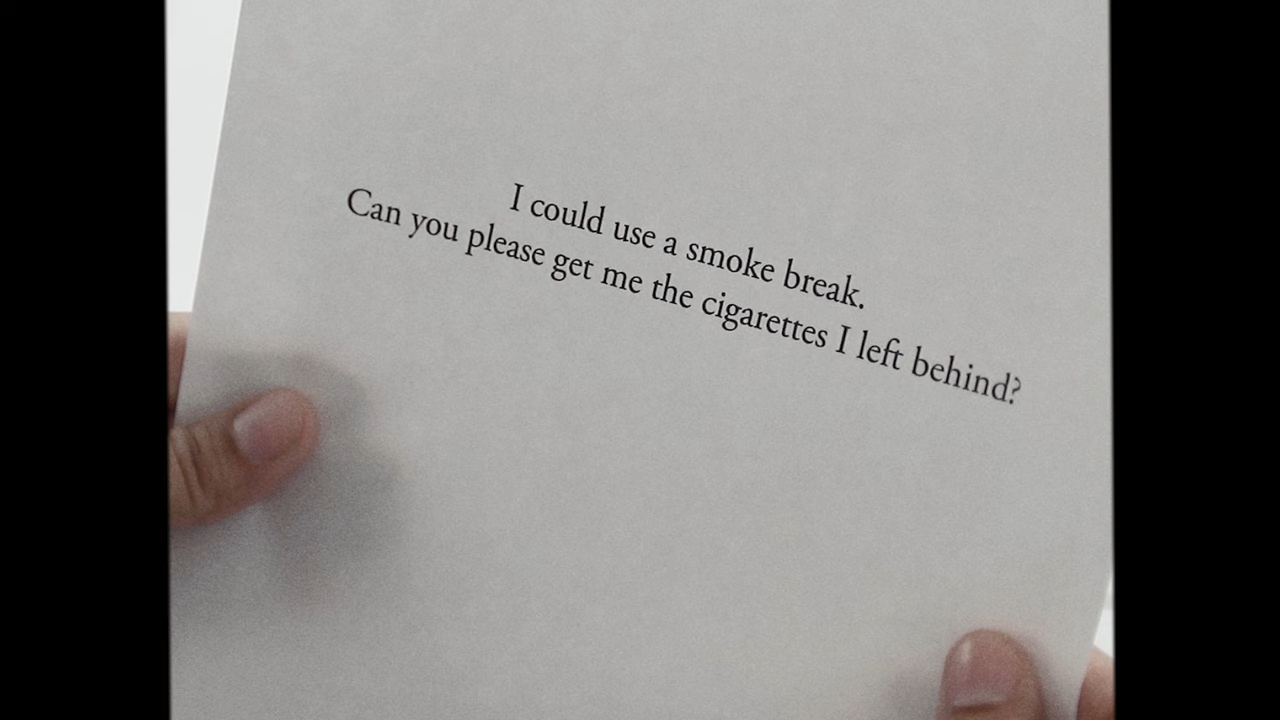 I could use a smoke break.
Can you please get me the cigarettes I left behind?